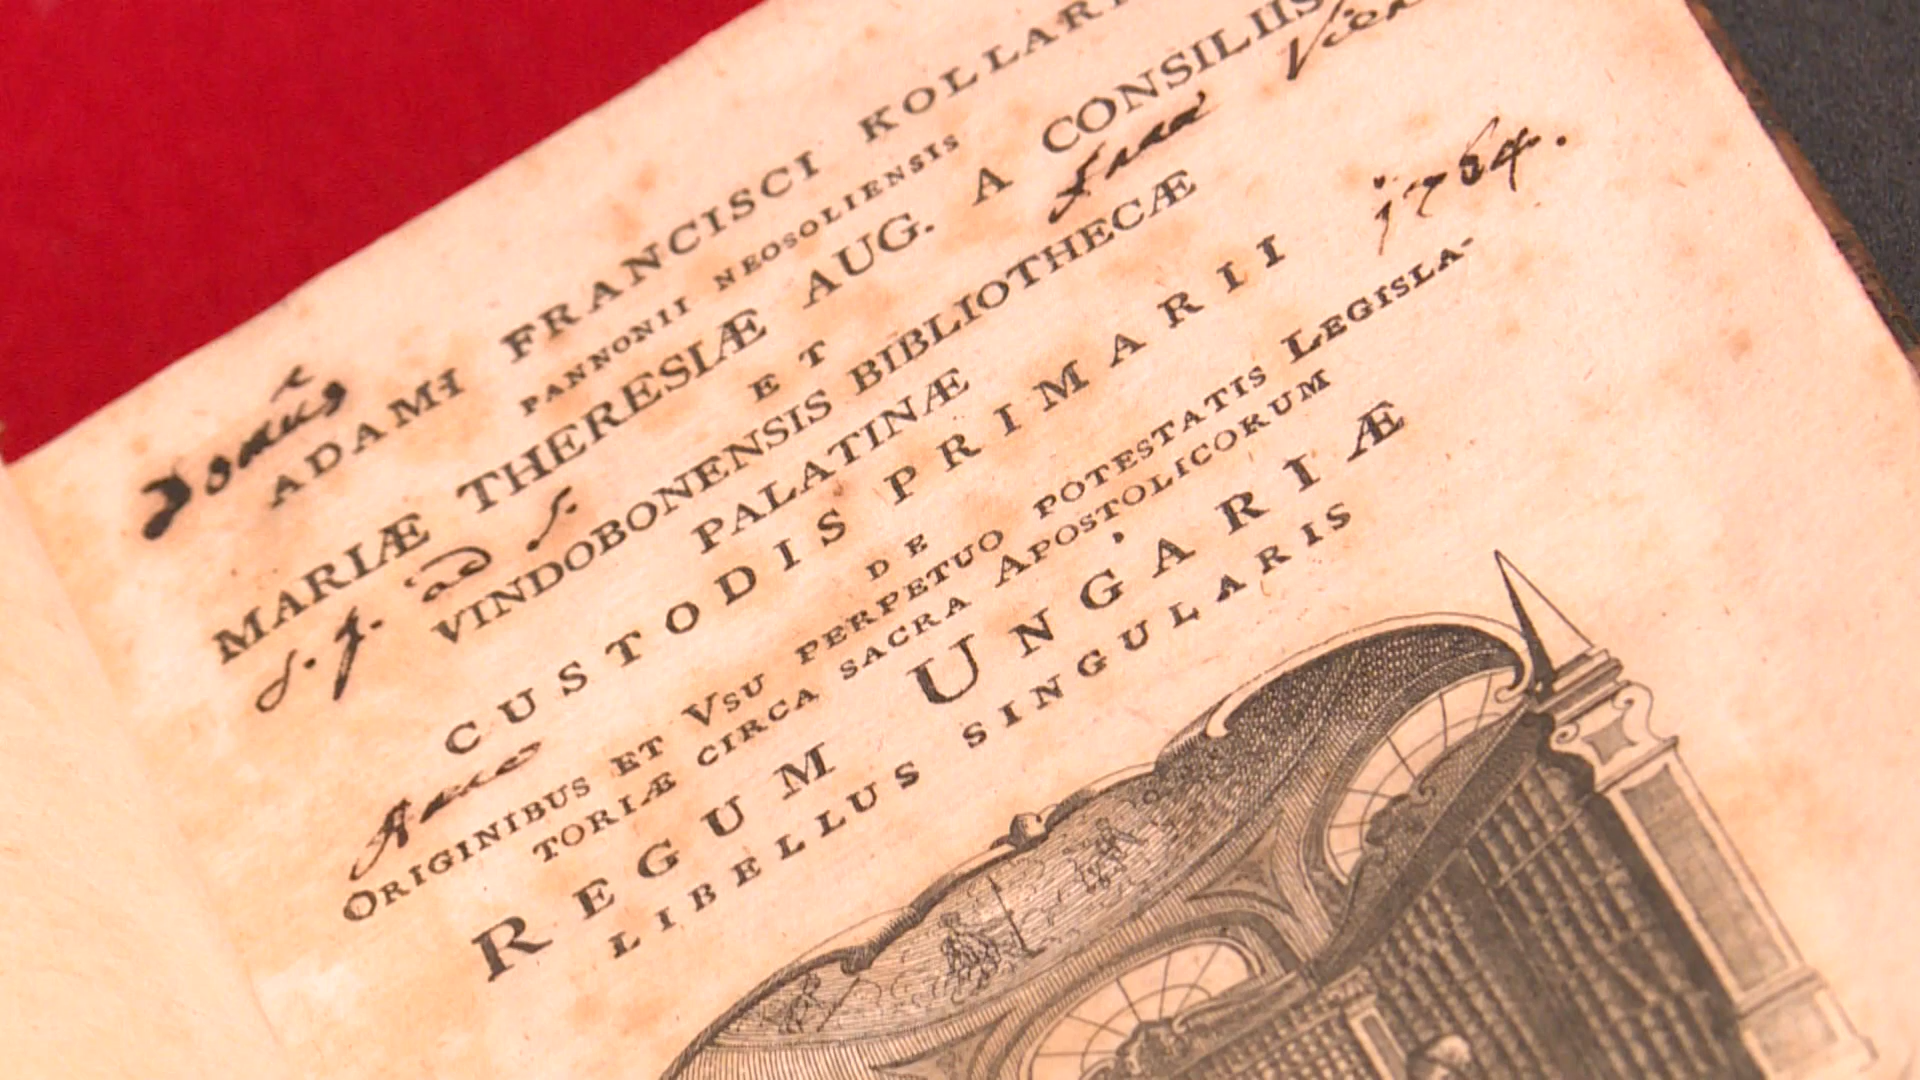 ADAMI FRANCISCI KOLLARI
PANNONII NEOSOLIENSIS
MARIÆ THERESIÆ AUG. A CONSILIIS
ET
VINDOBONENSIS BIBLIOTHECÆ
PALATINÆ
CUSTODIS PRIMARII
DE
ORIGINIBUS ET VSU PERPETUO POTESTATIS LEGISLA-
TORIÆ CIRCA SACRA APOSTOLICORUM
REGUM UNGARIÆ
LIBELLUS SINGULARIS
1764.